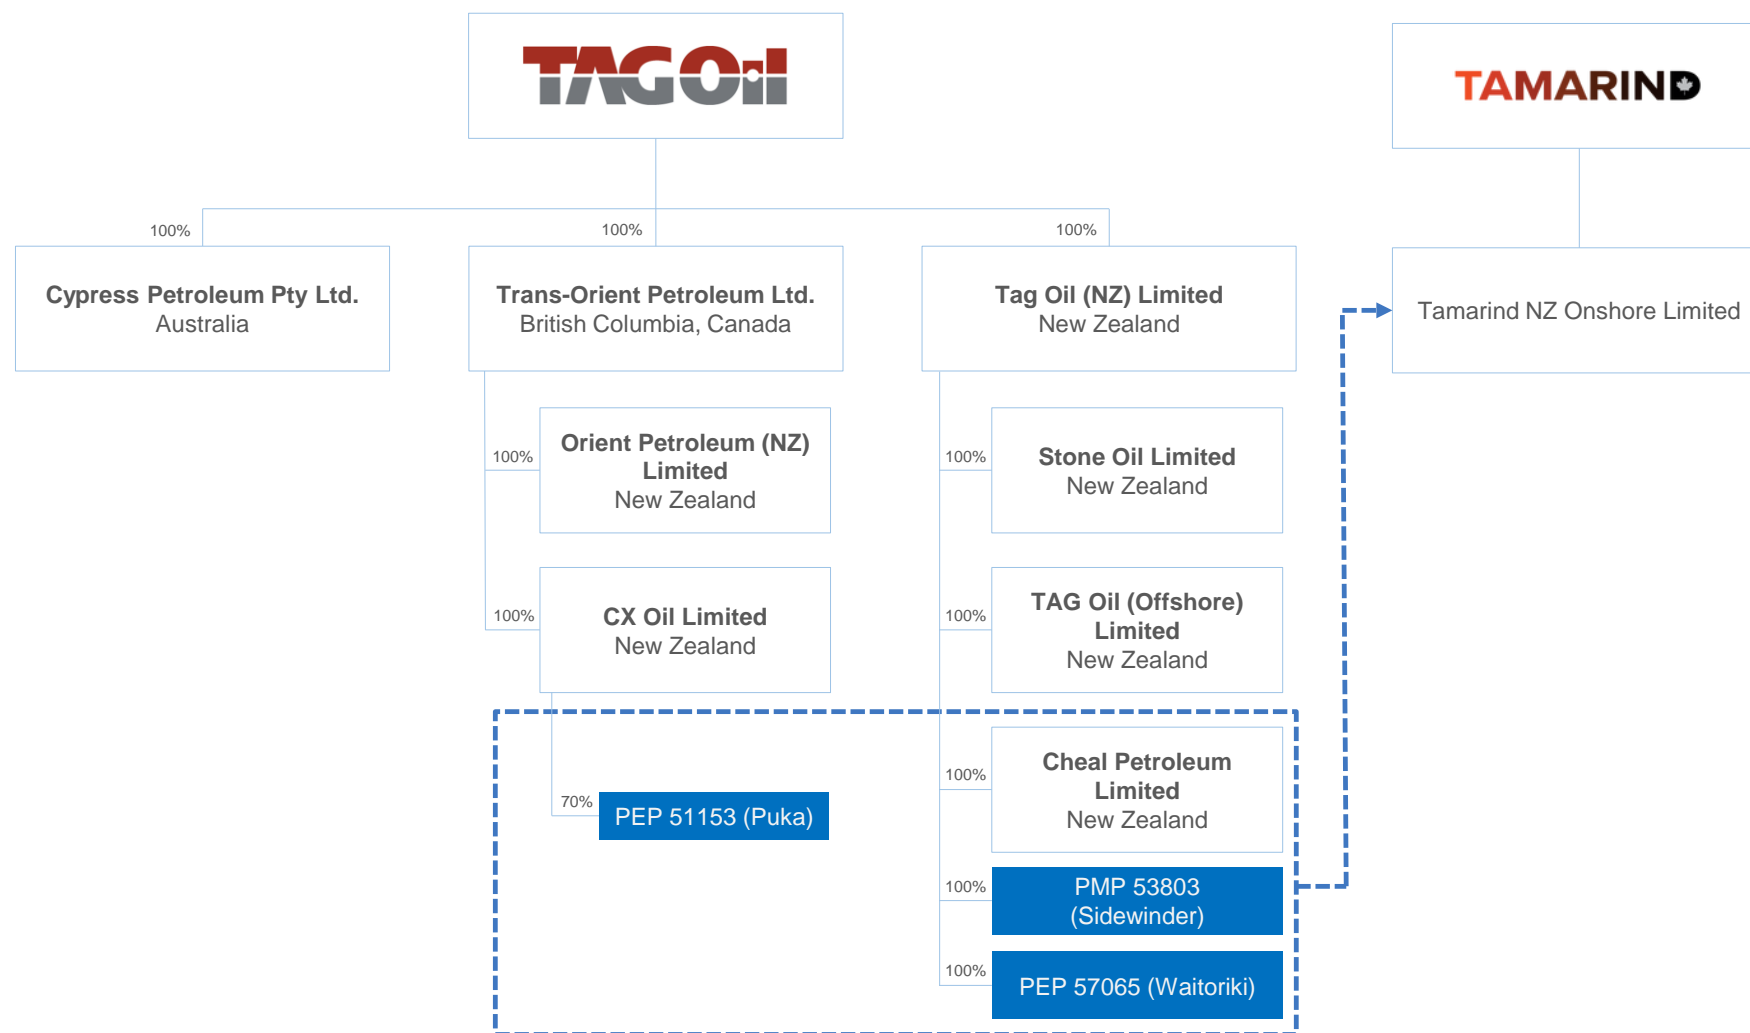 TAG Oil
TAMARIND
100%
100%
100%
Cypress Petroleum Pty Ltd.
Australia
Trans-Orient Petroleum Ltd.
British Columbia, Canada
Tag Oil (NZ) Limited
New Zealand
Tamarind NZ Onshore Limited
100%
Orient Petroleum (NZ)
Limited
New Zealand
100%
Stone Oil Limited
New Zealand
100%
CX Oil Limited
New Zealand
100%
TAG Oil (Offshore)
Limited
New Zealand
70%
PEP 51153 (Puka)
100%
Cheal Petroleum
Limited
New Zealand
100%
PMP 53803
(Sidewinder)
100%
PEP 57065 (Waitoriki)